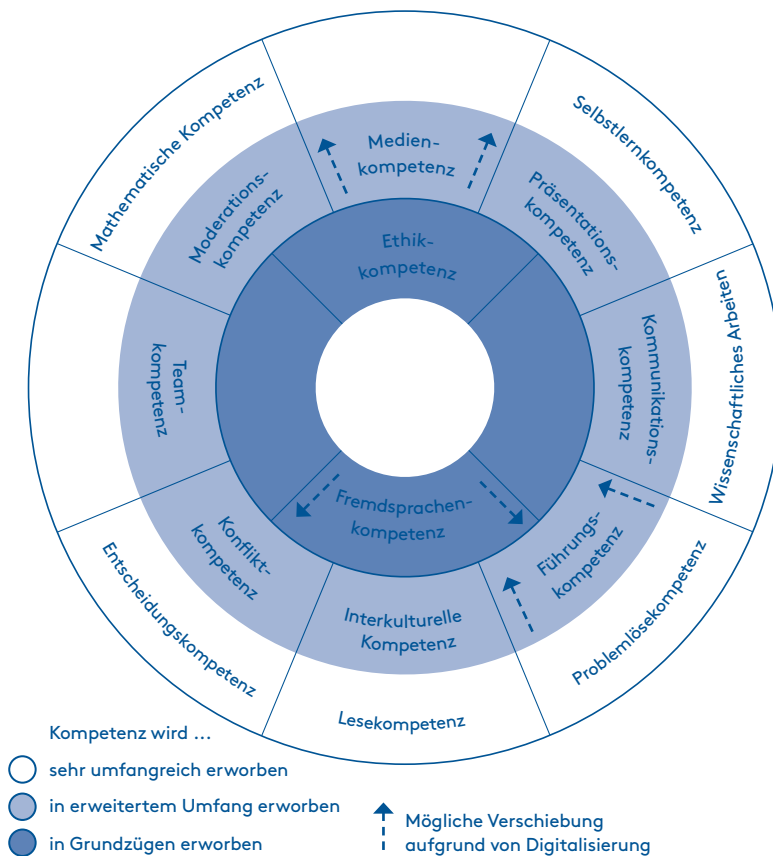 Mathematische Kompetenz
Selbstlernkompetenz
Medien-
kompetenz
Moderations-
kompetenz
Präsentations-
kompetenz
Ethik-
kompetenz
Wissenschaftliches Arbeiten
Kommunikations-
kompetenz
Team-
kompetenz
Fremdsprachen-
kompetenz
Konflikt-
kompetenz
Führungs-
kompetenz
Interkulturelle
Kompetenz
Entscheidungskompetenz
Problemlösekompetenz
Lesekompetenz
Kompetenz wird ...
sehr umfangreich erworben
in erweitertem Umfang erworben
in Grundzügen erworben
Mögliche Verschiebung
aufgrund von Digitalisierung